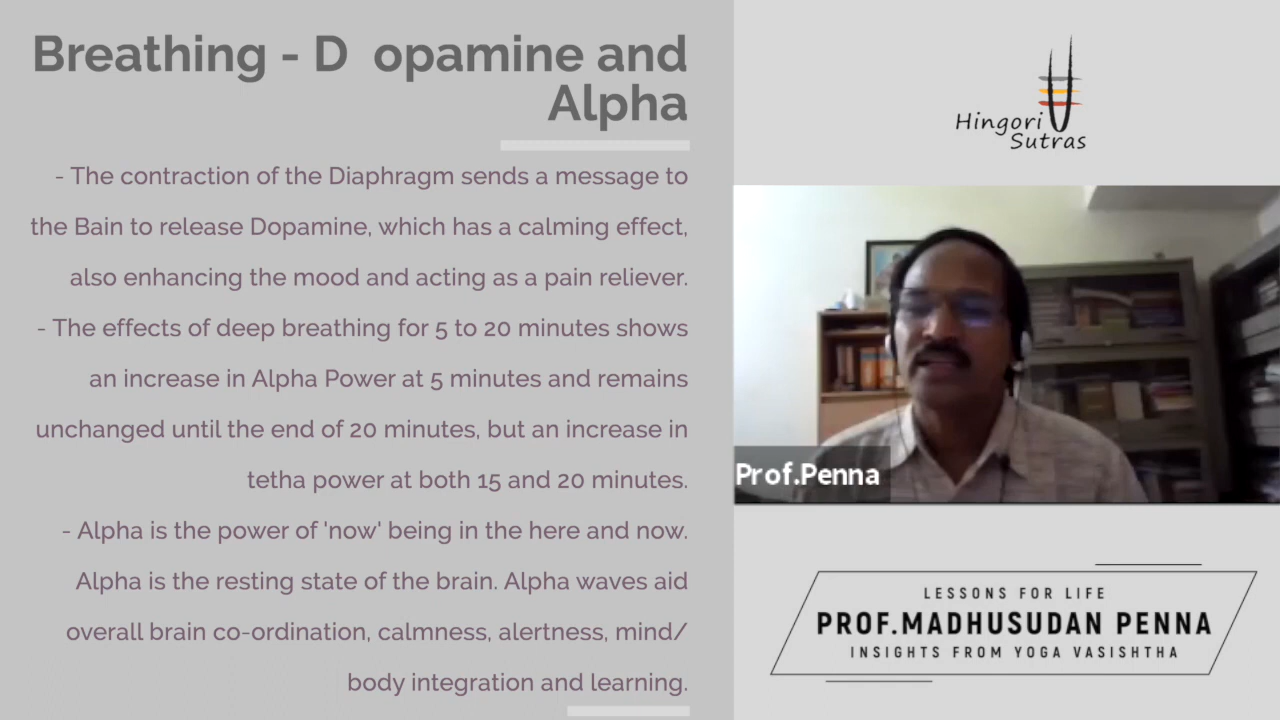 Breathing - D opamine and
Alpha
- The contraction of the Diaphragm sends a message to
the Bain to release Dopamine, which has a calming effect,
also enhancing the mood and acting as a pain reliever.
- The effects of deep breathing for 5 to 20 minutes shows
an increase in Alpha Power at 5 minutes and remains
unchanged until the end of 20 minutes, but an increase in
tetha power at both 15 and 20 minutes.
- Alpha is the power of 'now' being in the here and now.
Alpha is the resting state of the brain. Alpha waves aid
overall brain co-ordination, calmness, alertness, mind/
body integration and learning.
Hingori
Sutras
Prof.Penna
LESSONS FOR LIFE
PROF.MADHUSUDAN PENNA
INSIGHTS FROM YOGA VASISHTHA